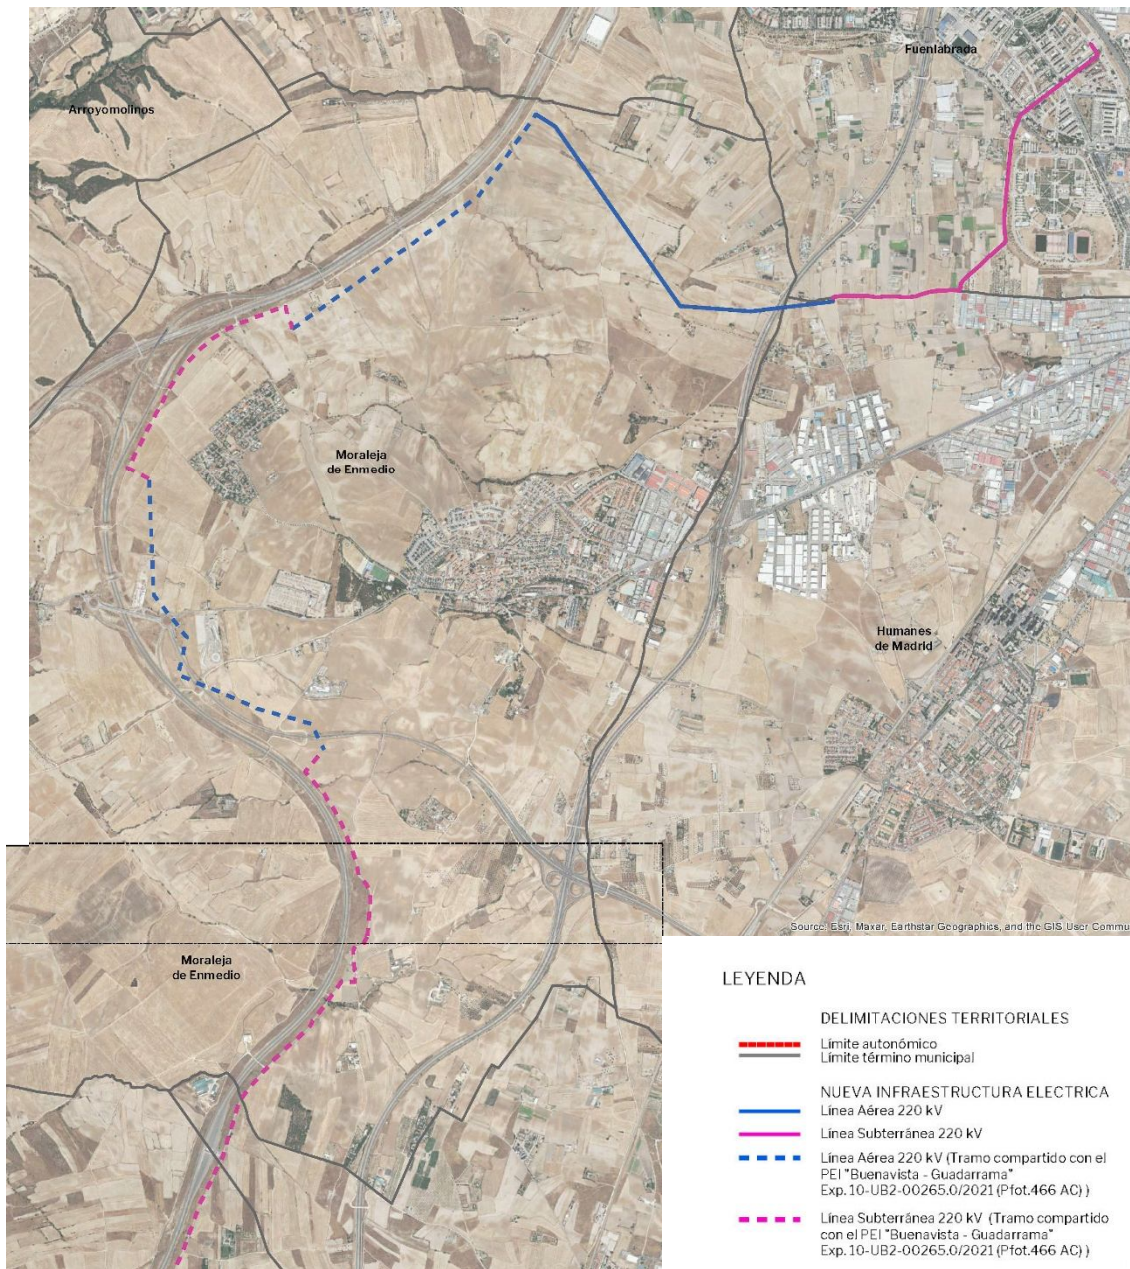 Fuenlabrada
Arroyomolinos
Moraleja
de Enmedio
Humanes
de Madrid
Source: Esri, Maxar, Earthstar Geographics, and the GIS User Commu
Moraleja
de Enmedio
LEYENDA
DELIMITACIONES TERRITORIALES
Límite autonómico
Límite término municipal
NUEVA INFRAESTRUCTURA ELECTRICA
Línea Aérea 220 kV
Línea Subterránea 220 kV
Línea Aérea 220 kV (Tramo compartido con el
PEI "Buenavista - Guadarrama"
Exp. 10-UB2-00265.0/2021 (Pfot.466 AC) )
Línea Subterránea 220 kV (Tramo compartido
con el PEI "Buenavista - Guadarrama"
Exp. 10-UB2-00265.0/2021 (Pfot.466 AC) )